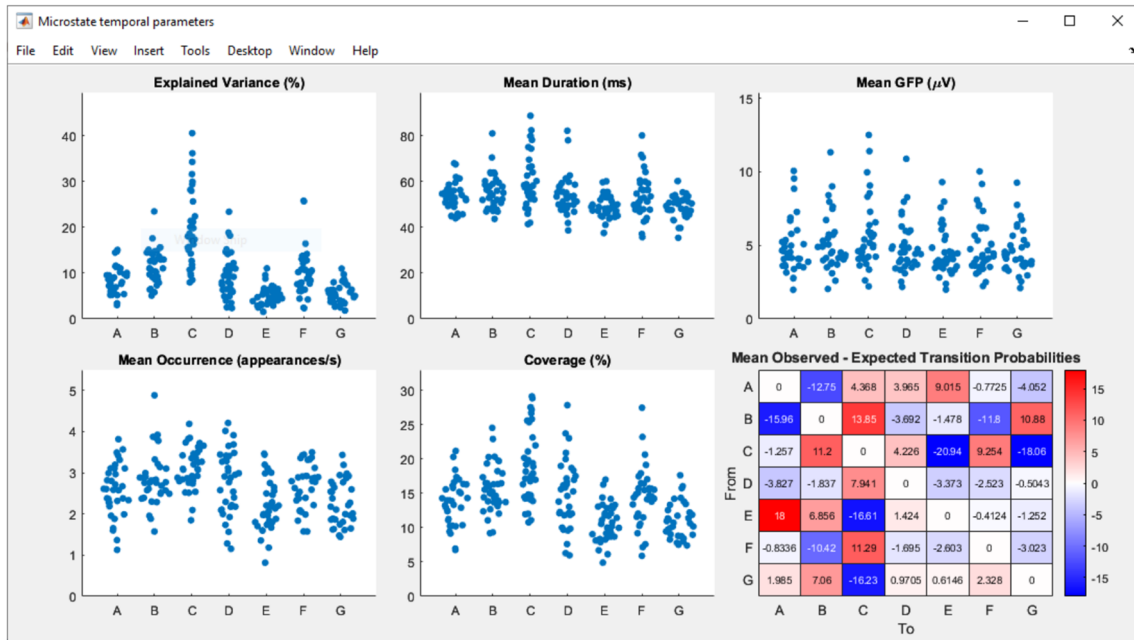 Microstate temporal parameters
File Edit View Insert Tools Desktop Window Help
Explained Variance (%)
40
30
20
10
0
A B C D E F G
Mean Duration (ms)
80
60
40
20
0
A B C D E F G
Mean GFP (μV)
15
10
5
0
A B C D E F G
Mean Occurrence (appearances/s)
5
4
3
2
1
0
A B C D E F G
Coverage (%)
30
25
20
15
10
5
0
A B C D E F G
Mean Observed - Expected Transition Probabilities
From
A 0 -12.75 4.368 3.965 9.015 -0.7725 -4.052
B -15.96 0 13.85 -3.692 -1.478 -11.8 10.88
C -1.257 11.2 0 4.226 -20.94 9.254 -18.06
D -3.827 -1.837 7.941 0 -3.373 -2.523 -0.5043
E 18 6.856 -16.61 1.424 0 -0.4124 -1.252
F -0.8336 -10.42 11.29 -1.695 -2.603 0 -3.023
G 1.985 7.06 -16.23 0.9705 0.6146 2.328 0
A B C D E F G
To
15
10
5
0
-5
-10
-15